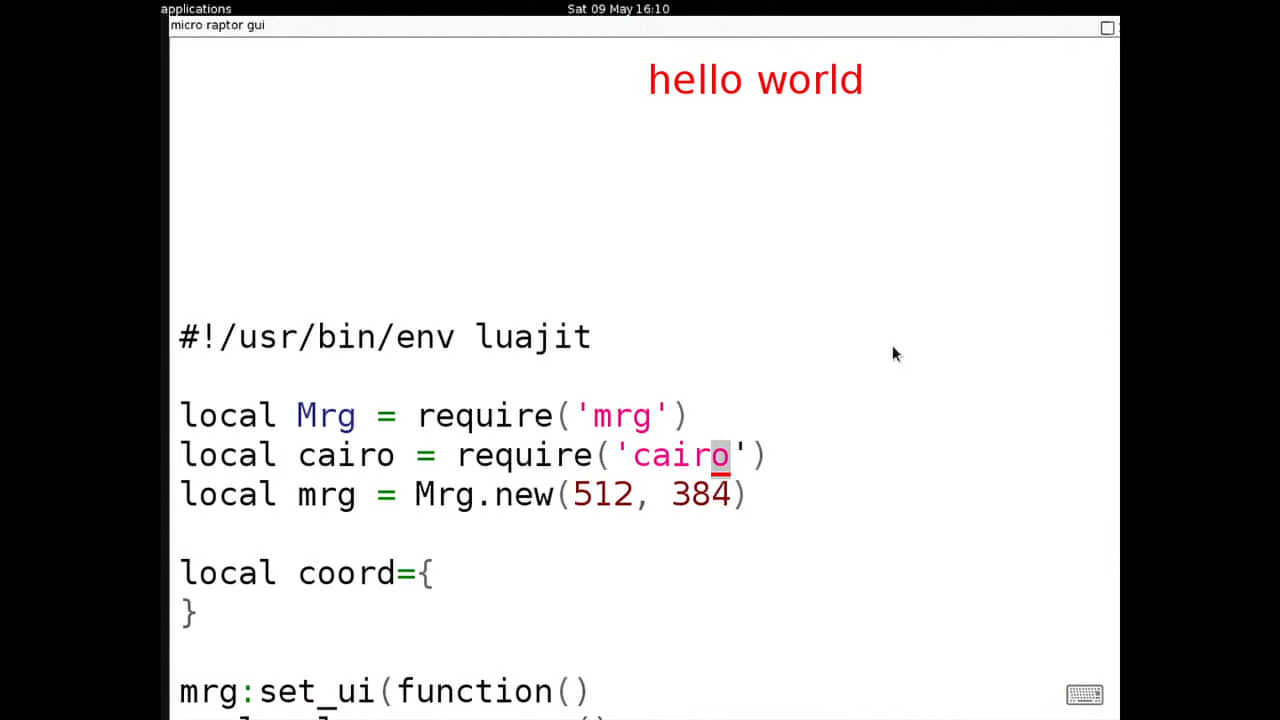 applications Sat 09 May 16:10
micro raptor gui
hello world
#!/usr/bin/env luajit
local Mrg = require('mrg')
local cairo = require('cairo')
local mrg = Mrg.new(512, 384)
local coord={
}
mrg:set_ui(function()